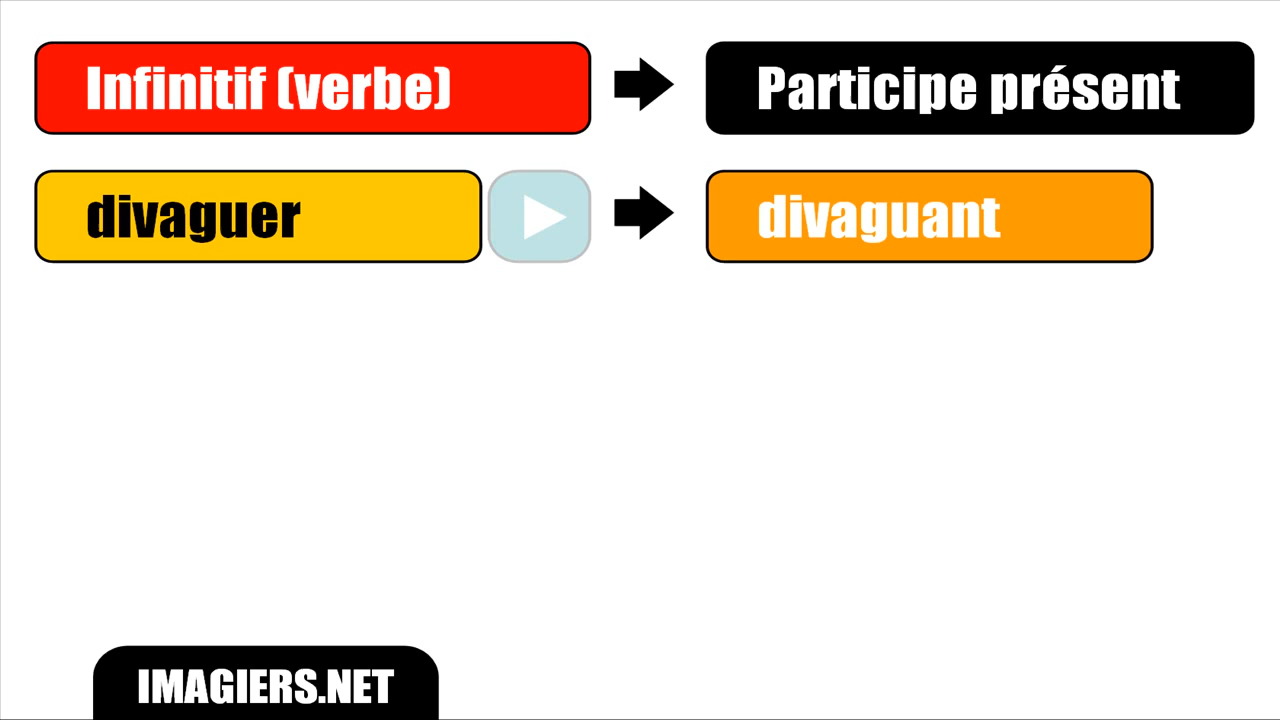 Infinitif (verbe)
Participe présent
divaguer
divaguant
IMAGIERS.NET